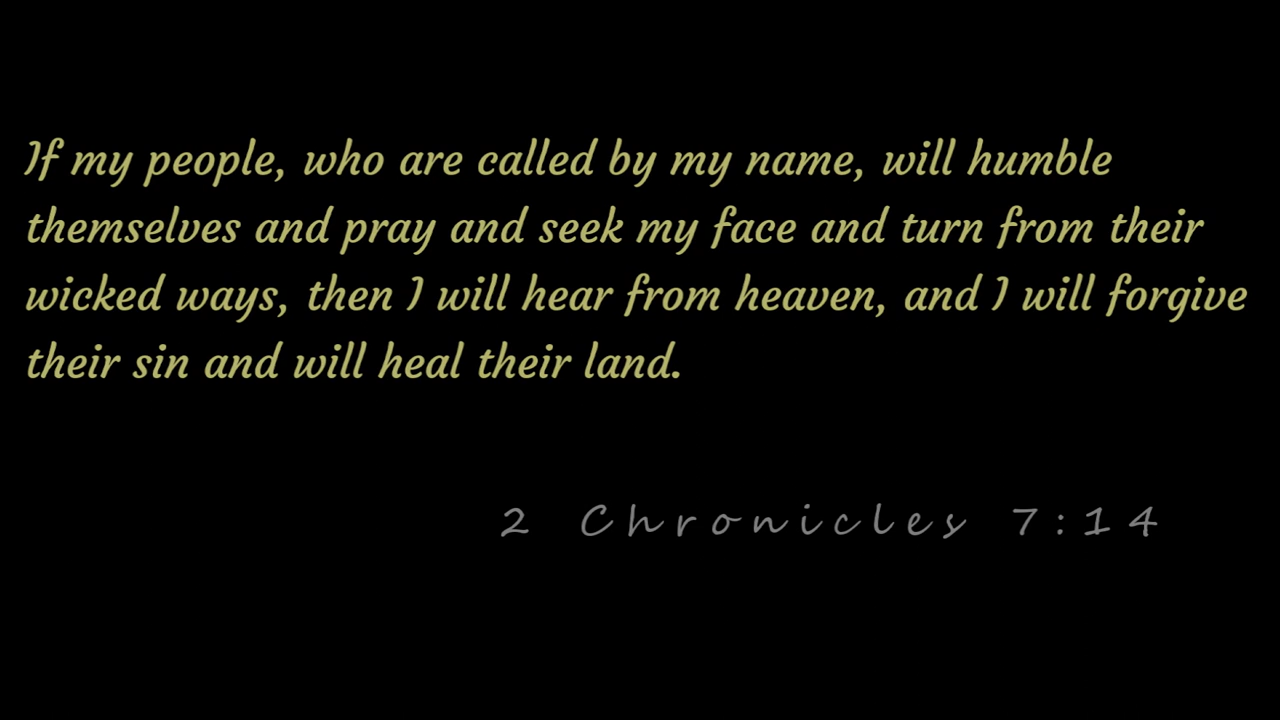 If my people, who are called by my name, will humble
themselves and pray and seek my face and turn from their
wicked ways, then I will hear from heaven, and I will forgive
their sin and will heal their land.
2 Chronicles 7:14